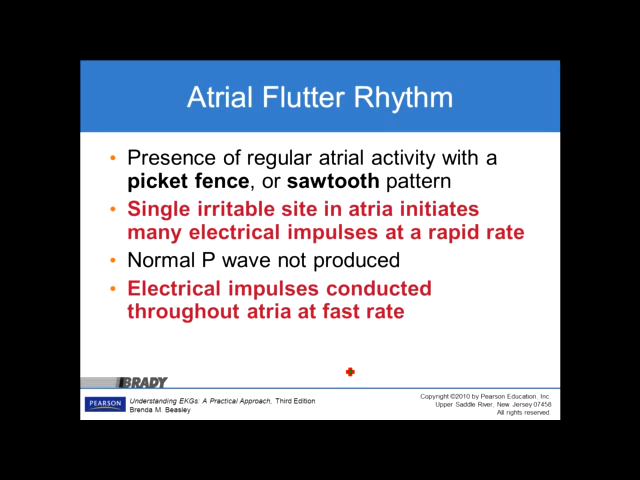 Atrial Flutter Rhythm
• Presence of regular atrial activity with a
picket fence, or sawtooth pattern
• Single irritable site in atria initiates
many electrical impulses at a rapid rate
• Normal P wave not produced
• Electrical impulses conducted
throughout atria at fast rate
BRADY
PEARSON
Understanding EKGs: A Practical Approach, Third Edition
Brenda M. Beasley
Copyright ©2010 by Pearson Education, Inc.
Upper Saddle River, New Jersey 07458
All rights reserved.